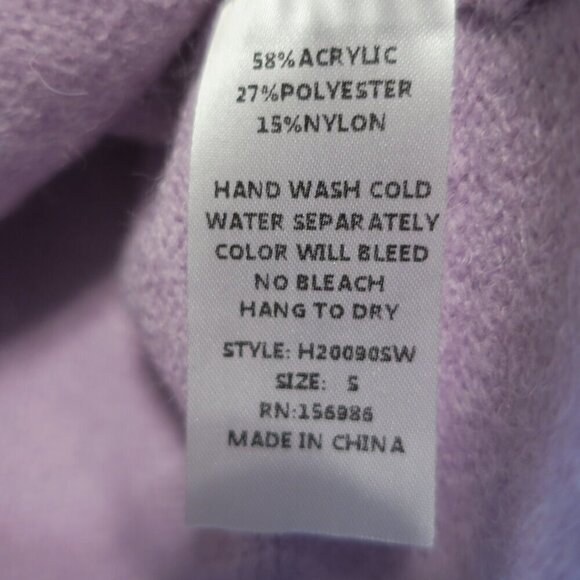 58%ACRYLIC
27%POLYESTER
15%NYLON
HAND WASH COLD
WATER SEPARATELY
COLOR WILL BLEED
NO BLEACH
HANG TO DRY
STYLE: H20090SW
SIZE: S
RN:156986
MADE IN CHINA